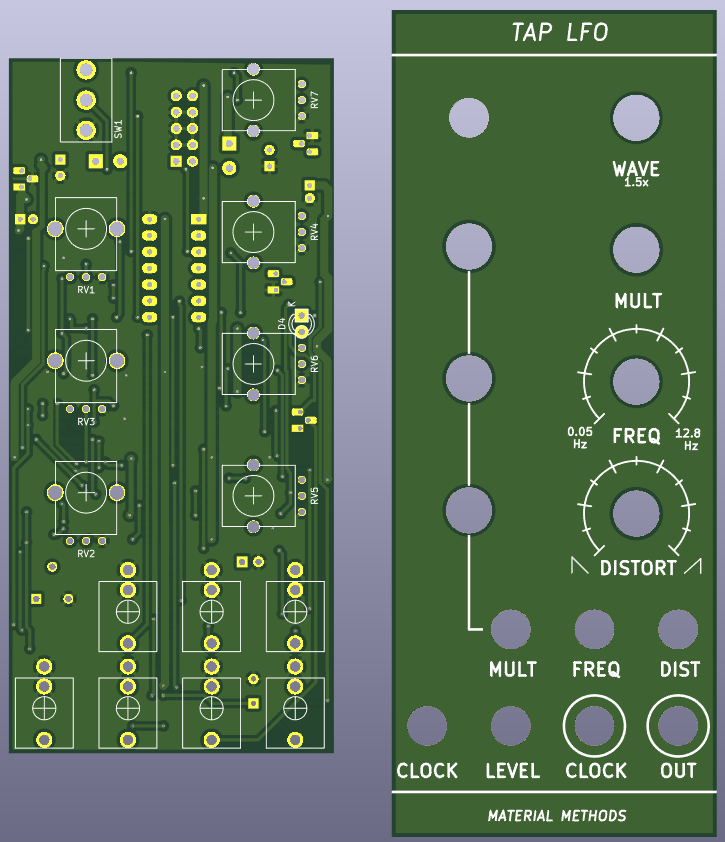 SW1
RV7
RV1
RV4
K
D4
RV3
RV6
RV2
RV5
TAP LFO
WAVE
1.5x
MULT
0.05 Hz
FREQ
12.8 Hz
DISTORT
MULT FREQ DIST
CLOCK LEVEL CLOCK OUT
MATERIAL METHODS